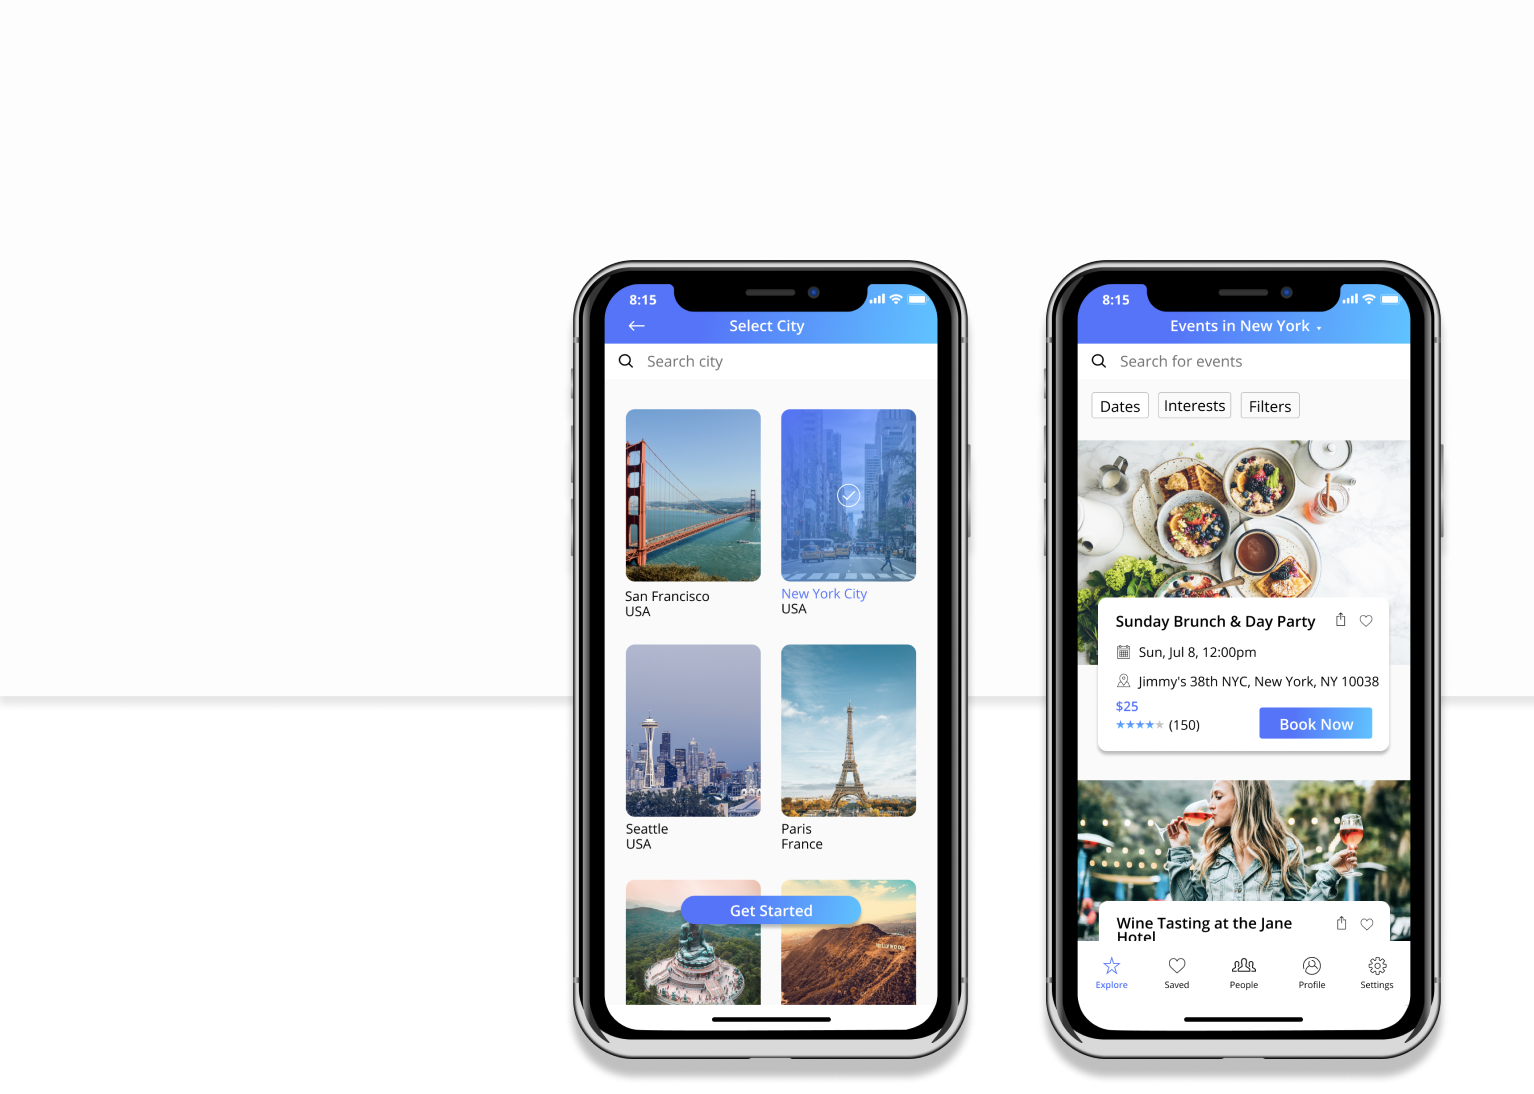 8:15
Select City
Search city
San Francisco
USA
New York City
USA
Seattle
USA
Paris
France
HOLLYWOOD
Get Started
8:15
Events in New York
Search for events
Dates
Interests
Filters
Sunday Brunch & Day Party
Sun, Jul 8, 12:00pm
Jimmy's 38th NYC, New York, NY 10038
$25
(150)
Book Now
Wine Tasting at the Jane
Hotel
Explore
Saved
People
Profile
Settings